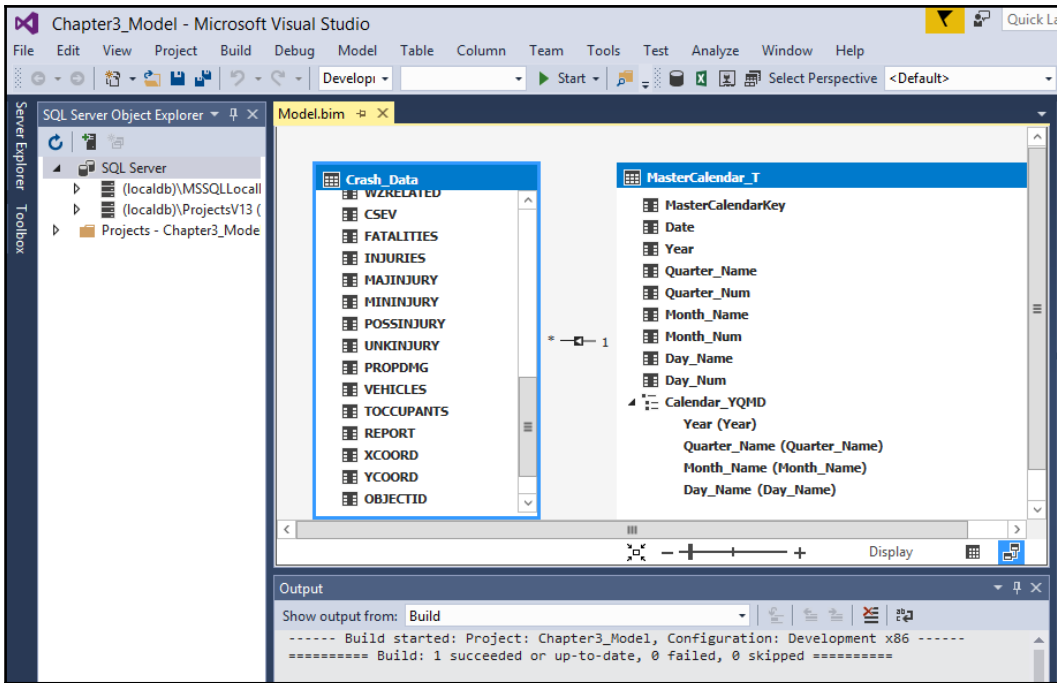 Chapter3_Model - Microsoft Visual Studio
Quick La
File Edit View Project Build Debug Model Table Column Team Tools Test Analyze Window Help
Developı
Start
Select Perspective <Default>
Server Explorer
Toolbox
SQL Server Object Explorer
SQL Server
(localdb)\MSSQLLocall
(localdb)\ProjectsV13 (
Projects - Chapter3_Mode
Model.bim
Crash_Data
WZRELATED
CSEV
FATALITIES
INJURIES
MAJINJURY
MININJURY
POSSINJURY
UNKINJURY
PROPDMG
VEHICLES
TOCCUPANTS
REPORT
XCOORD
YCOORD
OBJECTID
* 1
MasterCalendar_T
MasterCalendarKey
Date
Year
Quarter_Name
Quarter_Num
Month_Name
Month_Num
Day_Name
Day_Num
Calendar_YQMD
Year (Year)
Quarter_Name (Quarter_Name)
Month_Name (Month_Name)
Day_Name (Day_Name)
Display
Output
Show output from: Build
------ Build started: Project: Chapter3_Model, Configuration: Development x86 ------
========== Build: 1 succeeded or up-to-date, 0 failed, 0 skipped ==========